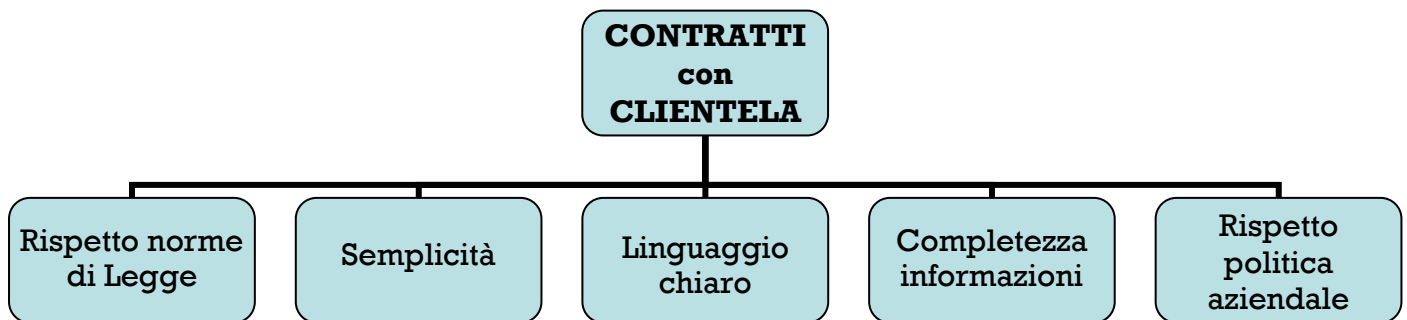 CONTRATTI
con
CLIENTELA
Rispetto norme
di Legge
Semplicità
Linguaggio
chiaro
Completezza
informazioni
Rispetto
politica
aziendale